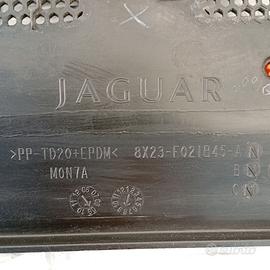 JAGUAR
>PP-TD20+EPDM< 8X23-F021B45-A
MON7A B
C